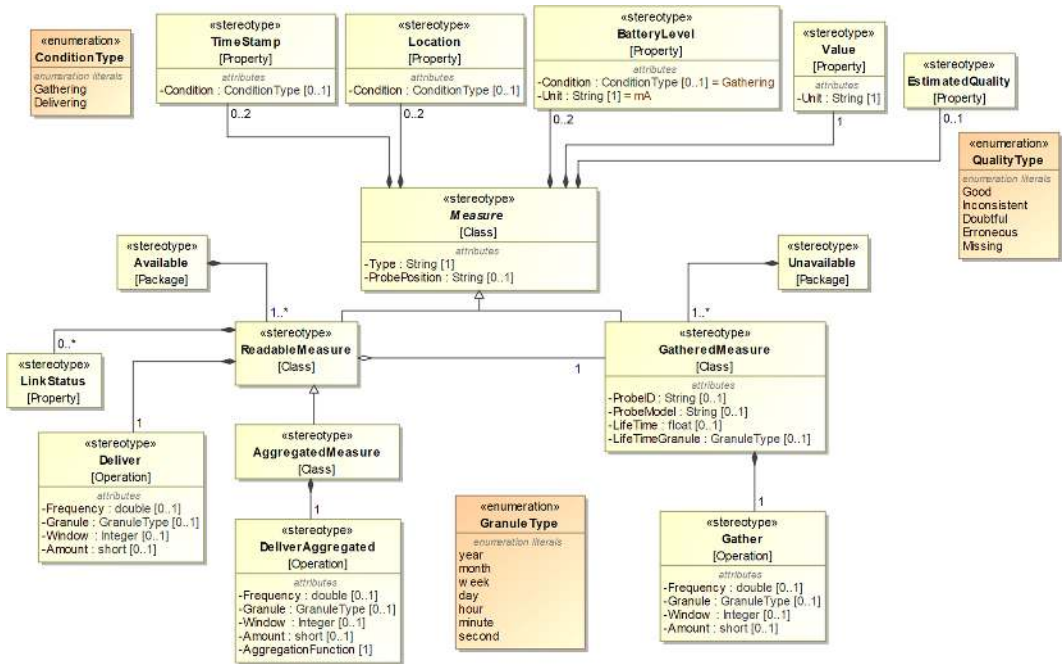 «enumeration»
ConditionType
enumeration literals
Gathering
Delivering
«stereotype»
TimeStamp
[Property]
attributes
-Condition : ConditionType [0..1]
0..2
«stereotype»
Location
[Property]
attributes
-Condition : ConditionType [0..1]
0..2
«stereotype»
BatteryLevel
[Property]
attributes
-Condition : ConditionType [0..1] = Gathering
-Unit : String [1] = mA
0..2
«stereotype»
Value
[Property]
attributes
-Unit : String [1]
1
«stereotype»
EstimatedQuality
[Property]
0..1
«enumeration»
QualityType
enumeration literals
Good
Inconsistent
Doubtful
Erroneous
Missing
«stereotype»
Measure
[Class]
attributes
-Type : String [1]
-ProbePosition : String [0..1]
«stereotype»
Available
[Package]
1..*
«stereotype»
Unavailable
[Package]
1..*
«stereotype»
ReadableMeasure
[Class]
0..*
«stereotype»
LinkStatus
[Property]
1
«stereotype»
GatheredMeasure
[Class]
attributes
-ProbeID : String [0..1]
-ProbeModel : String [0..1]
-LifeTime : float [0..1]
-LifeTimeGranule : GranuleType [0..1]
1
«stereotype»
Deliver
[Operation]
attributes
-Frequency : double [0..1]
-Granule : GranuleType [0..1]
-Window : Integer [0..1]
-Amount : short [0..1]
«stereotype»
AggregatedMeasure
[Class]
1
«stereotype»
DeliverAggregated
[Operation]
attributes
-Frequency : double [0..1]
-Granule : GranuleType [0..1]
-Window : Integer [0..1]
-Amount : short [0..1]
-AggregationFunction [1]
«enumeration»
GranuleType
enumeration literals
year
month
week
day
hour
minute
second
1
«stereotype»
Gather
[Operation]
attributes
-Frequency : double [0..1]
-Granule : GranuleType [0..1]
-Window : Integer [0..1]
-Amount : short [0..1]